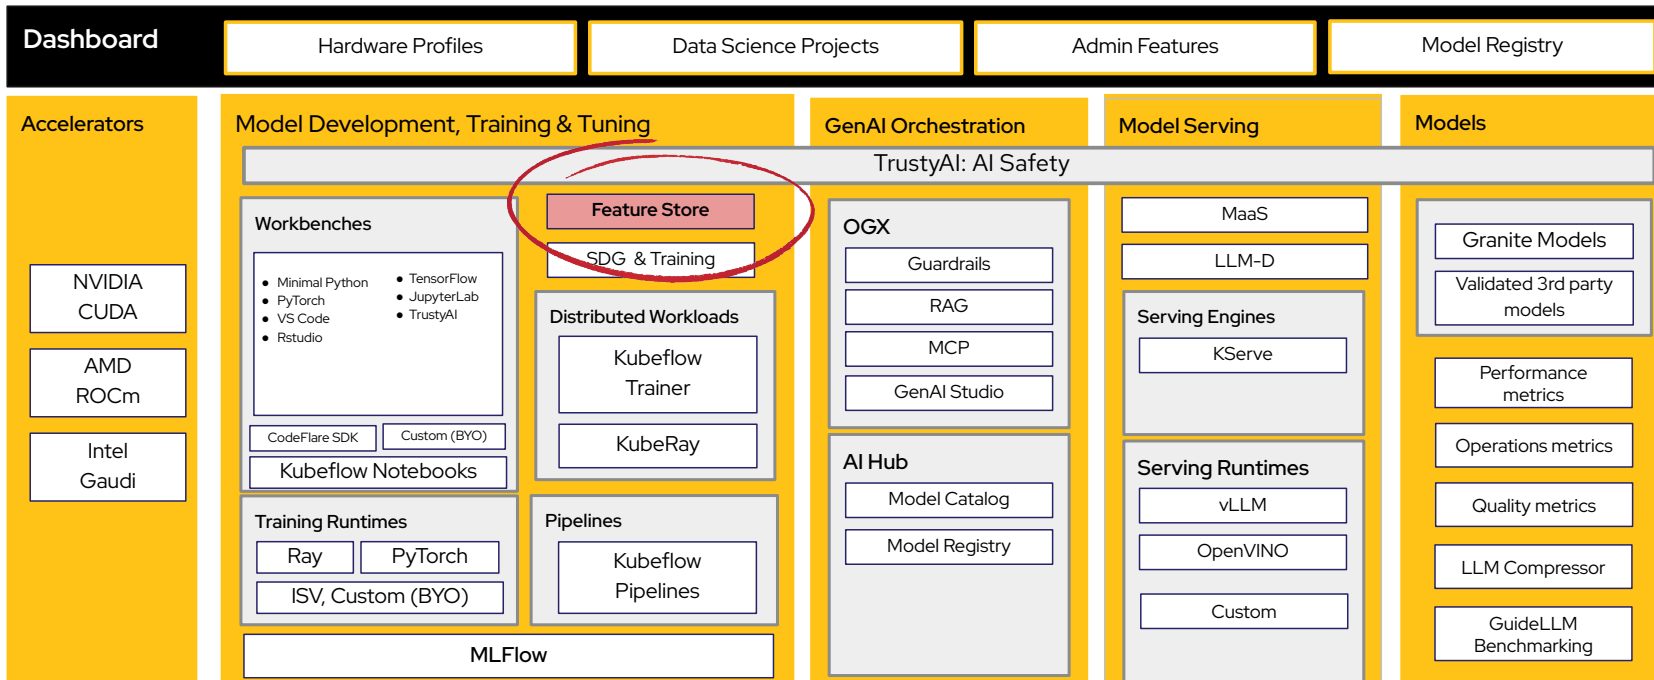 Dashboard
Hardware Profiles
Data Science Projects
Admin Features
Model Registry
Accelerators
NVIDIA
CUDA
AMD
ROCm
Intel
Gaudi
Model Development, Training & Tuning
GenAI Orchestration
Model Serving
Models
TrustyAI: AI Safety
Workbenches
• Minimal Python
• PyTorch
• VS Code
• Rstudio
• TensorFlow
• JupyterLab
• TrustyAI
CodeFlare SDK
Custom (BYO)
Kubeflow Notebooks
Training Runtimes
Ray
PyTorch
ISV, Custom (BYO)
Feature Store
SDG & Training
Distributed Workloads
Kubeflow
Trainer
KubeRay
Pipelines
Kubeflow
Pipelines
MLFlow
OGX
Guardrails
RAG
MCP
GenAI Studio
AI Hub
Model Catalog
Model Registry
MaaS
LLM-D
Serving Engines
KServe
Serving Runtimes
vLLM
OpenVINO
Custom
Granite Models
Validated 3rd party
models
Performance
metrics
Operations metrics
Quality metrics
LLM Compressor
GuideLLM
Benchmarking